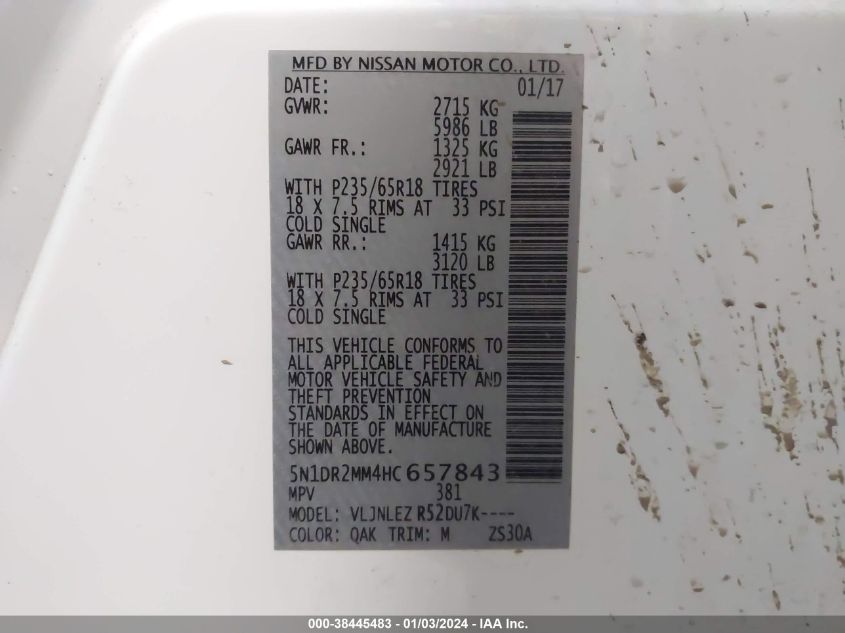 MFD BY NISSAN MOTOR CO., LTD.
DATE: 01/17
GVWR: 2715 KG
5986 LB
GAWR FR.: 1325 KG
2921 LB
WITH P235/65R18 TIRES
18 X 7.5 RIMS AT 33 PSI
COLD SINGLE
GAWR RR.: 1415 KG
3120 LB
WITH P235/65R18 TIRES
18 X 7.5 RIMS AT 33 PSI
COLD SINGLE
THIS VEHICLE CONFORMS TO
ALL APPLICABLE FEDERAL
MOTOR VEHICLE SAFETY AND
THEFT PREVENTION
STANDARDS IN EFFECT ON
THE DATE OF MANUFACTURE
SHOWN ABOVE.
5N1DR2MM4HC657843
MPV 381
MODEL: VLJNLEZ R52DU7K----
COLOR: QAK TRIM: M ZS30A
000-38445483 - 01/03/2024 - IAA Inc.